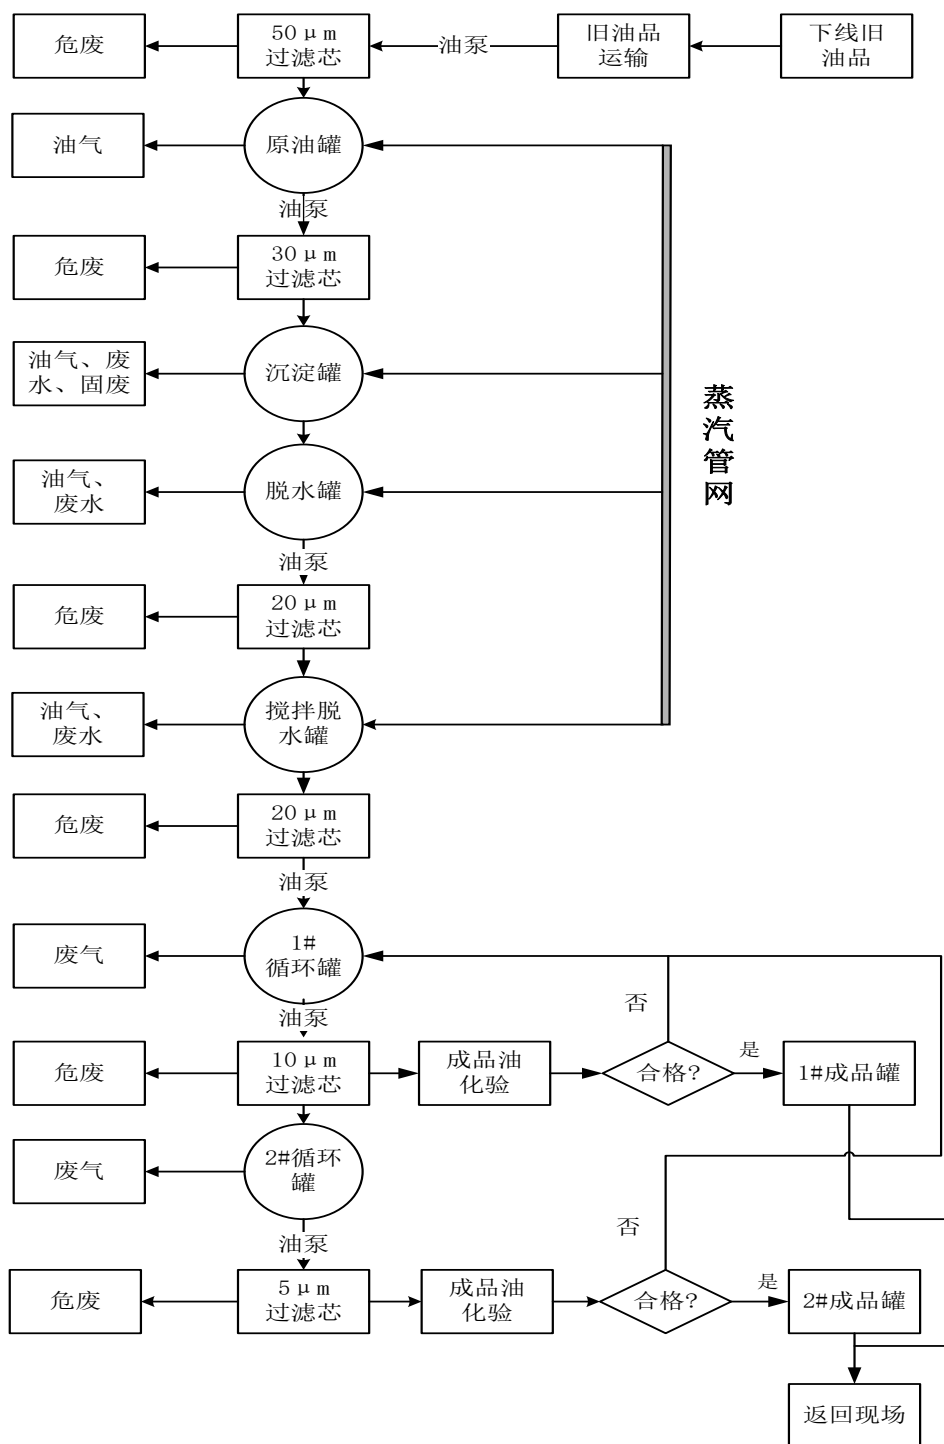 危废
50μm
过滤芯
油泵
旧油品
运输
下线旧
油品
油气
原油罐
油泵
危废
30μm
过滤芯
油气、废
水、固废
沉淀罐
蒸
汽
管
网
油气、
废水
脱水罐
油泵
危废
20μm
过滤芯
油气、
废水
搅拌脱
水罐
危废
20μm
过滤芯
油泵
废气
1#
循环罐
否
油泵
危废
10μm
过滤芯
成品油
化验
合格?
是
1#成品罐
废气
2#循环
罐
否
油泵
危废
5μm
过滤芯
成品油
化验
合格?
是
2#成品罐
返回现场